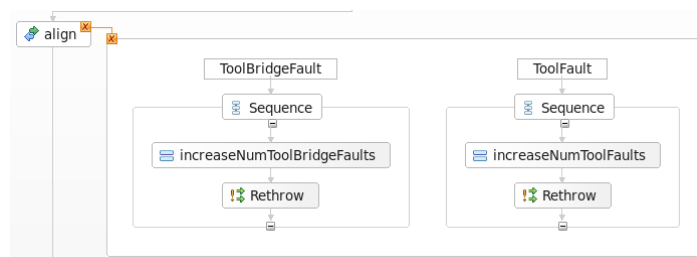 align
ToolBridgeFault
ToolFault
Sequence
Sequence
increaseNumToolBridgeFaults
increaseNumToolFaults
Rethrow
Rethrow